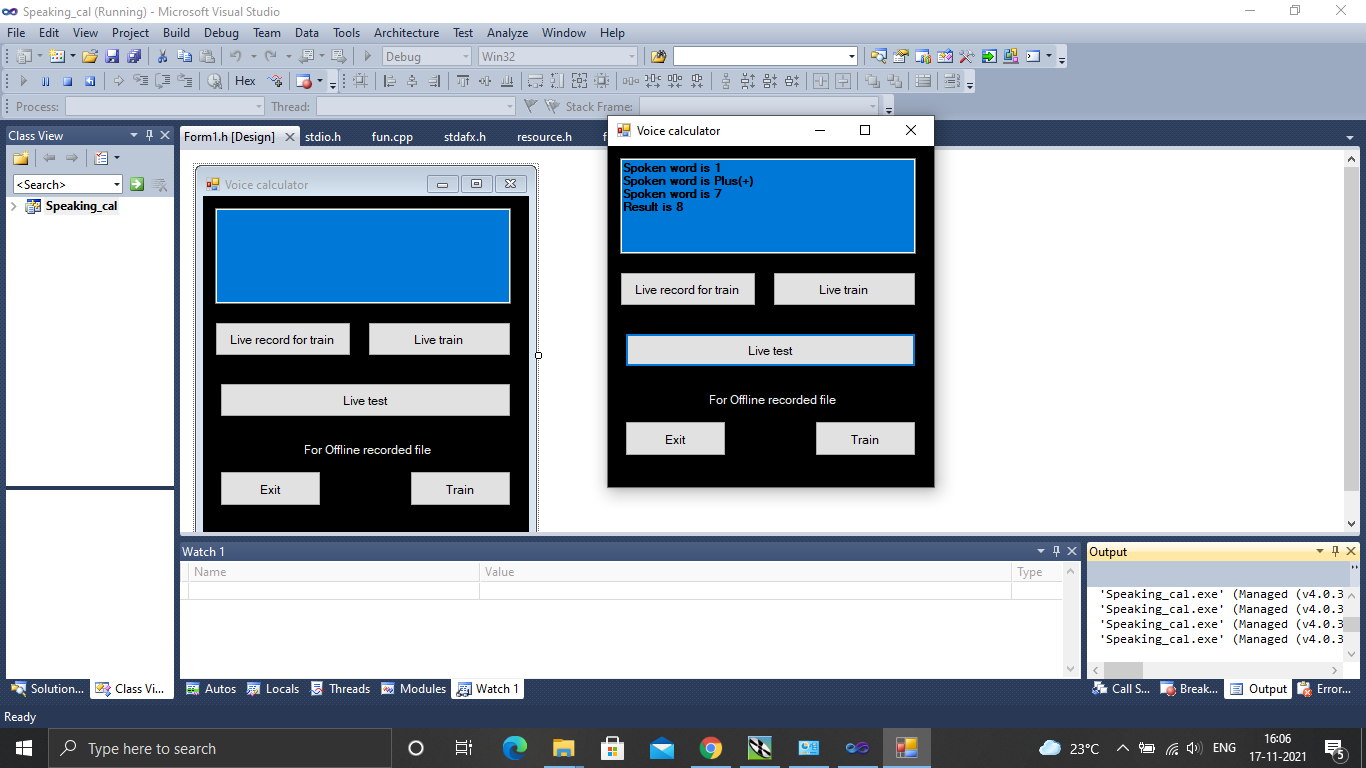 Speaking_cal (Running) - Microsoft Visual Studio
File Edit View Project Build Debug Team Data Tools Architecture Test Analyze Window Help
Debug Win32
Hex
Process: Thread: Stack Frame:
Class View
Form1.h [Design] stdio.h fun.cpp stdafx.h resource.h
<Search>
Speaking_cal
Voice calculator
Live record for train Live train
Live test
For Offline recorded file
Exit Train
Voice calculator
Spoken word is 1
Spoken word is Plus(+)
Spoken word is 7
Result is 8
Live record for train Live train
Live test
For Offline recorded file
Exit Train
Watch 1
Name Value Type
Output
'Speaking_cal.exe' (Managed (v4.0.3
'Speaking_cal.exe' (Managed (v4.0.3
'Speaking_cal.exe' (Managed (v4.0.3
'Speaking_cal.exe' (Managed (v4.0.3
Solution... Class Vi... Autos Locals Threads Modules Watch 1 Call S... Break... Output Error...
Ready
Type here to search
23°C ENG 16:06
17-11-2021
5